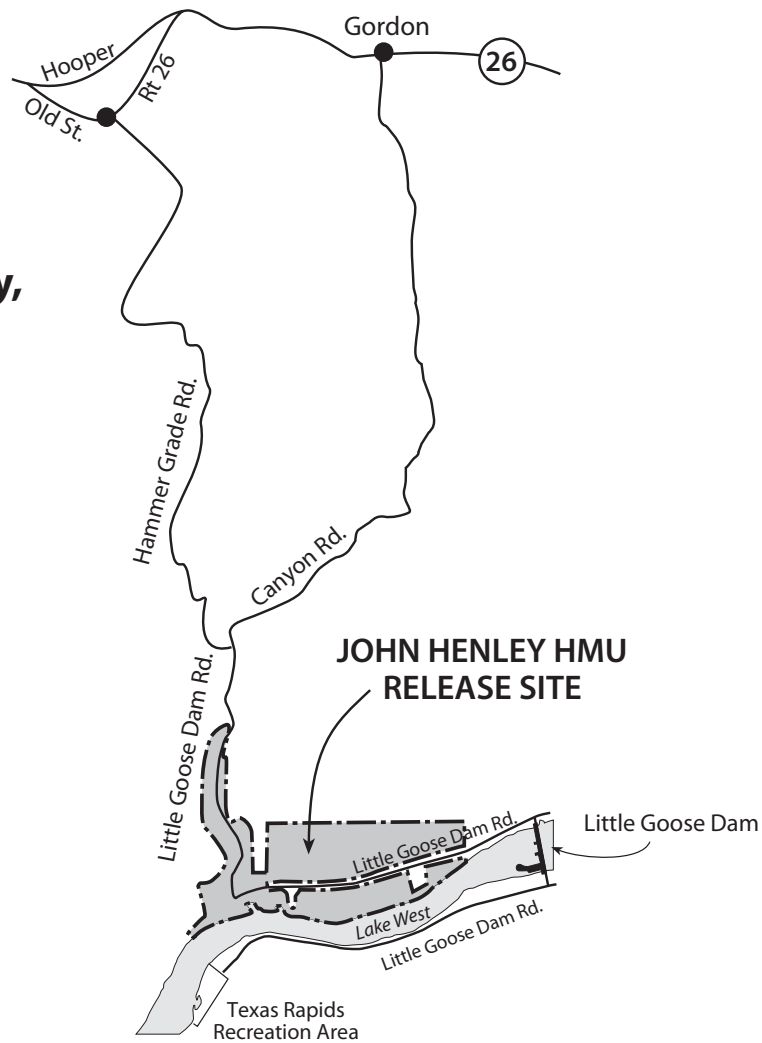 Gordon
26
Hooper
Rt 26
Old St.
y,
Hammer Grade Rd.
Canyon Rd.
JOHN HENLEY HMU
RELEASE SITE
Little Goose Dam Rd.
Little Goose Dam
Little Goose Dam Rd.
Lake West
Little Goose Dam Rd.
Texas Rapids
Recreation Area